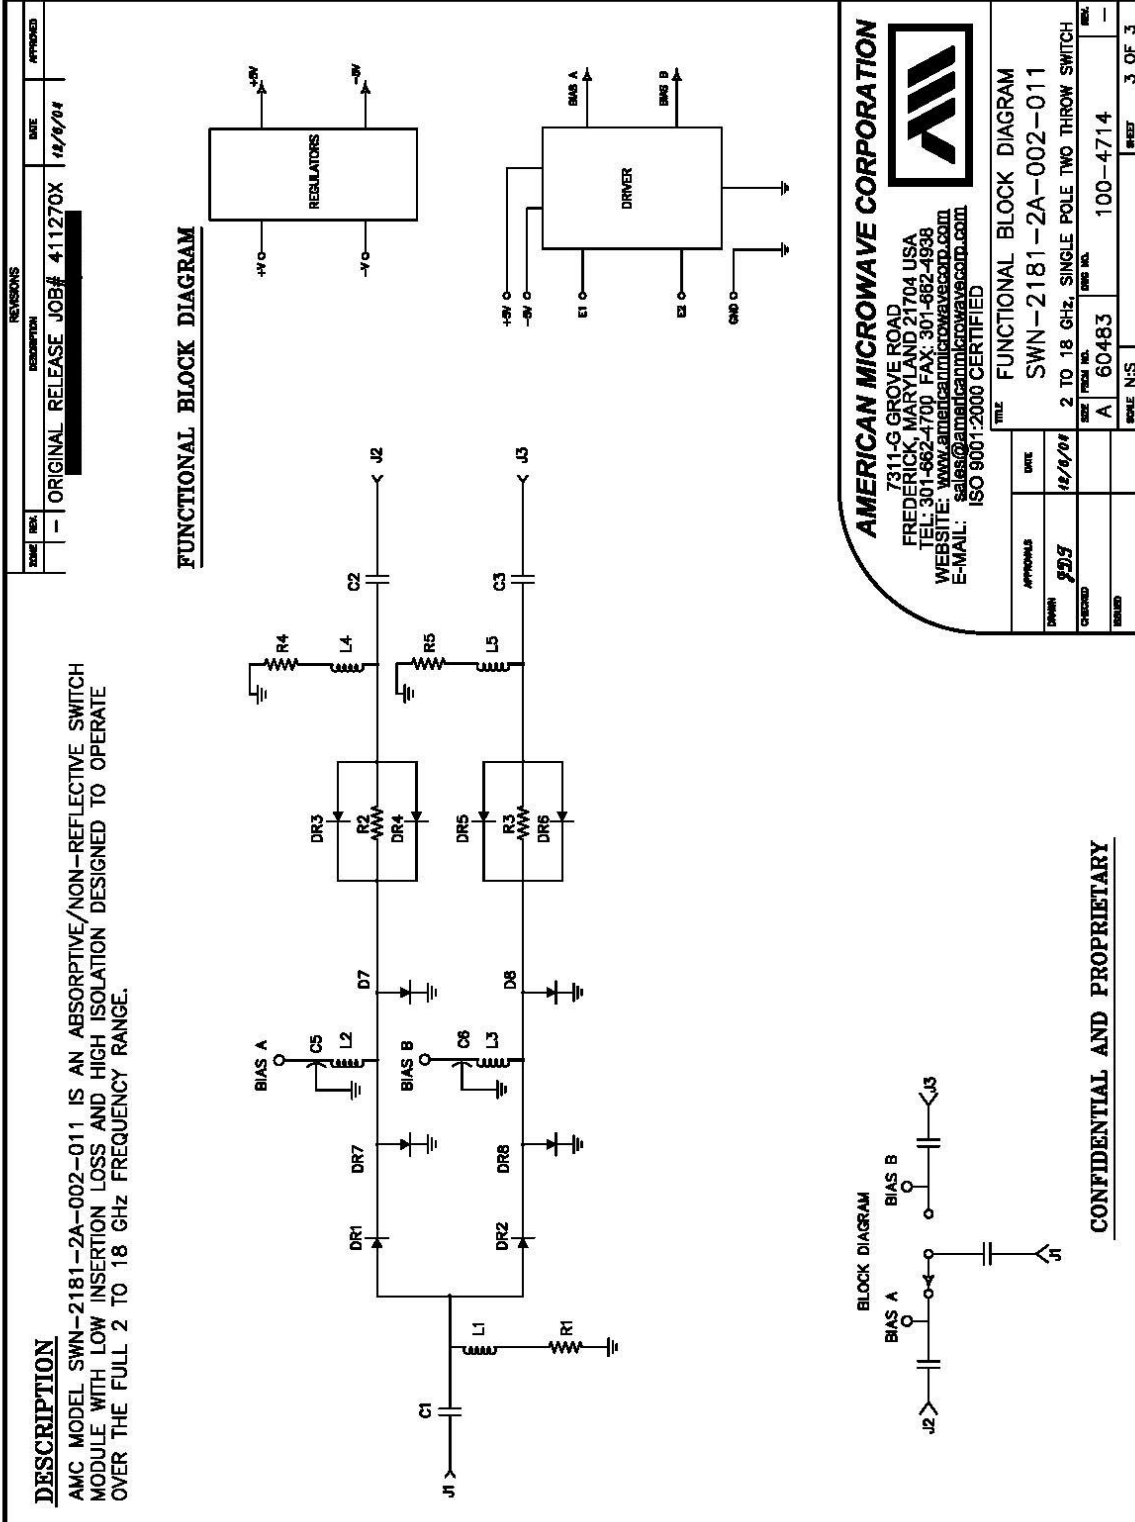 REVISIONS
ZONE REV. DESCRIPTION DATE APPROVED
– ORIGINAL RELEASE JOB# 411270X 12/6/04
DESCRIPTION
AMC MODEL SWN–2181–2A–002–011 IS AN ABSORPTIVE/NON–REFLECTIVE SWITCH
MODULE WITH LOW INSERTION LOSS AND HIGH ISOLATION DESIGNED TO OPERATE
OVER THE FULL 2 TO 18 GHz FREQUENCY RANGE.
FUNCTIONAL BLOCK DIAGRAM
J1
C1
L1
R1
DR1
DR7
BIAS A
C5
L2
D7
DR3
R2
DR4
R4
L4
C2
J2
DR2
DR8
BIAS B
C6
L3
D8
DR5
R3
DR6
R5
L5
C3
J3
+V
–V
REGULATORS
+5V
–5V
+5V
–5V
E1
E2
GND
DRIVER
BIAS A
BIAS B
BLOCK DIAGRAM
J2
BIAS A
BIAS B
J3
J1
CONFIDENTIAL AND PROPRIETARY
AMERICAN MICROWAVE CORPORATION
7311-G GROVE ROAD
FREDERICK, MARYLAND 21704 USA
TEL: 301-662-4700 FAX: 301-662-4938
WEBSITE: www.americanmicrowavecorp.com
E-MAIL: sales@americanmicrowavecorp.com
ISO 9001:2000 CERTIFIED
AM
APPROVALS DATE
DRAWN JDS 12/6/04
CHECKED
ISSUED
TITLE FUNCTIONAL BLOCK DIAGRAM
SWN–2181–2A–002–011
2 TO 18 GHz, SINGLE POLE TWO THROW SWITCH
SIZE A FSCM NO. 60483 DWG NO. 100–4714 REV. –
SCALE N:S SHEET 3 OF 3